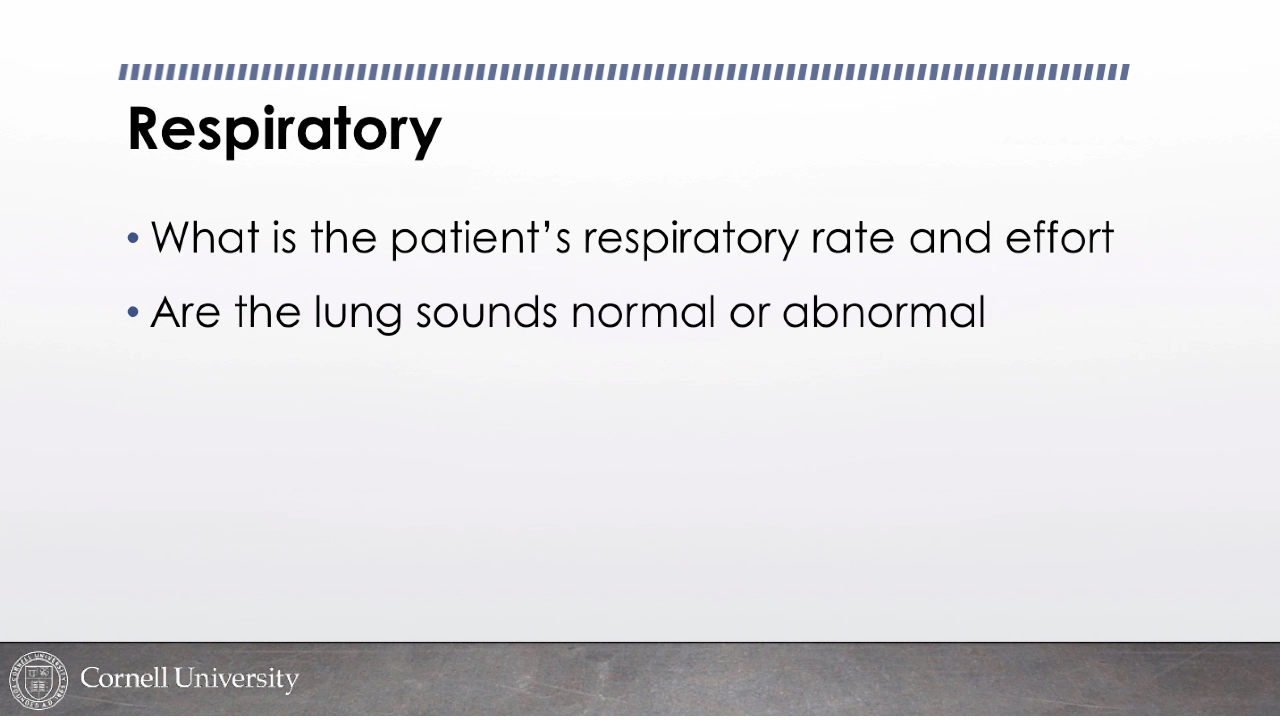 Respiratory
• What is the patient’s respiratory rate and effort
• Are the lung sounds normal or abnormal
Cornell University